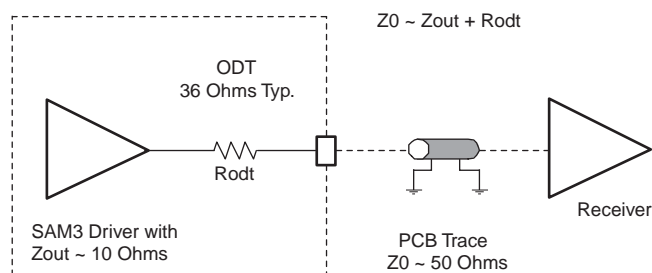 Z0 ~ Zout + Rodt
ODT
36 Ohms Typ.
Rodt
Receiver
SAM3 Driver with
Zout ~ 10 Ohms
PCB Trace
Z0 ~ 50 Ohms